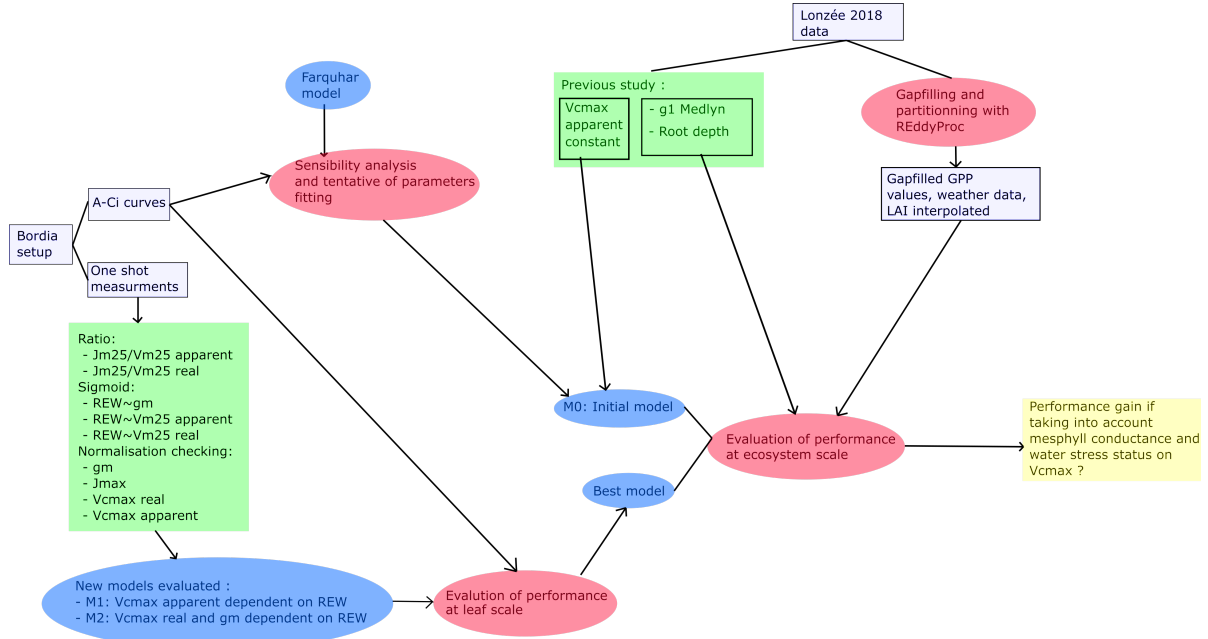 Lonzée 2018
data
Farquhar
model
Previous study :
Vcmax
apparent
constant
- g1 Medlyn
- Root depth
Gapfilling and
partitionning with
REddyProc
Sensibility analysis
and tentative of parameters
fitting
Gapfilled GPP
values, weather data,
LAI interpolated
A-Ci curves
Bordia
setup
One shot
measurments
Ratio:
- Jm25/Vm25 apparent
- Jm25/Vm25 real
Sigmoid:
- REW~gm
- REW~Vm25 apparent
- REW~Vm25 real
Normalisation checking:
- gm
- Jmax
- Vcmax real
- Vcmax apparent
M0: Initial model
Evaluation of performance
at ecosystem scale
Performance gain if
taking into account
mesphyll conductance and
water stress status on
Vcmax ?
Best model
New models evaluated :
- M1: Vcmax apparent dependent on REW
- M2: Vcmax real and gm dependent on REW
Evalution of performance
at leaf scale